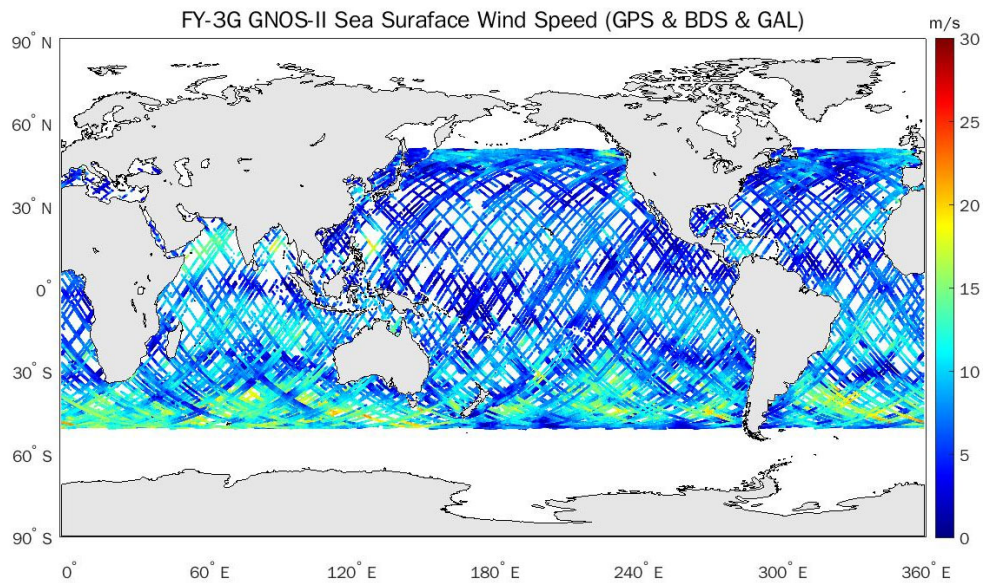 FY-3G GNOS-II Sea Suraface Wind Speed (GPS & BDS & GAL)
m/s
90° N
60° N
30° N
0°
30° S
60° S
90° S
0°
60° E
120° E
180° E
240° E
300° E
360° E
30
25
20
15
10
5
0